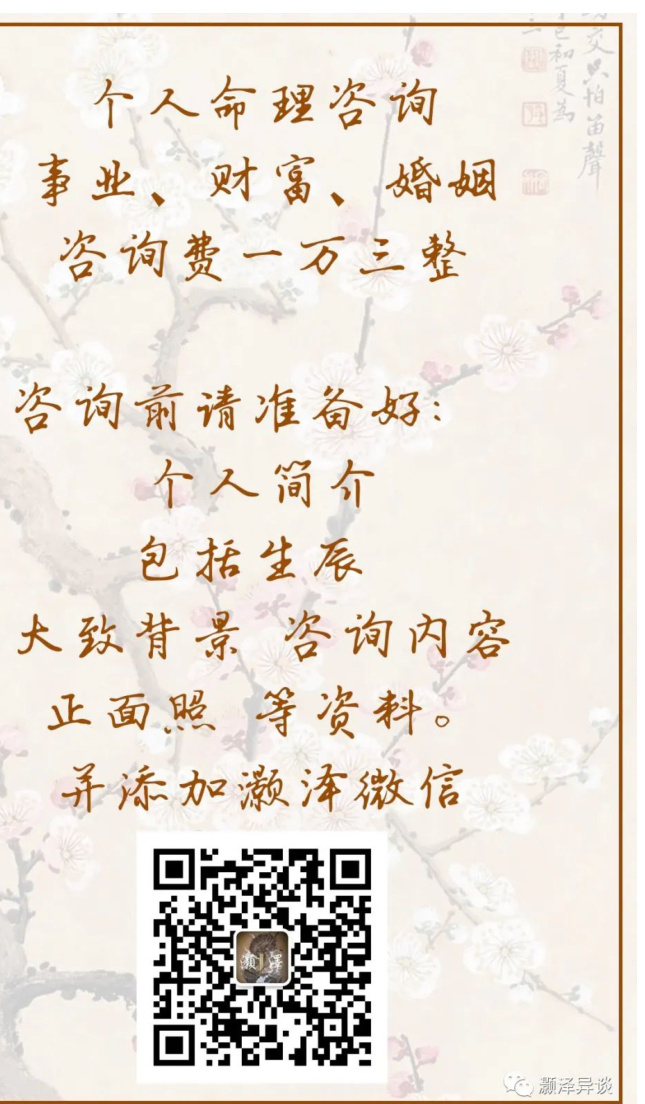 个人命理咨询
事业、财富、婚姻
咨询费一万三整
咨询前请准备好:
个人简介
包括生辰
大致背景 咨询内容
正面照 等资料。
并添加灏泽微信
灏泽
灏泽异谈